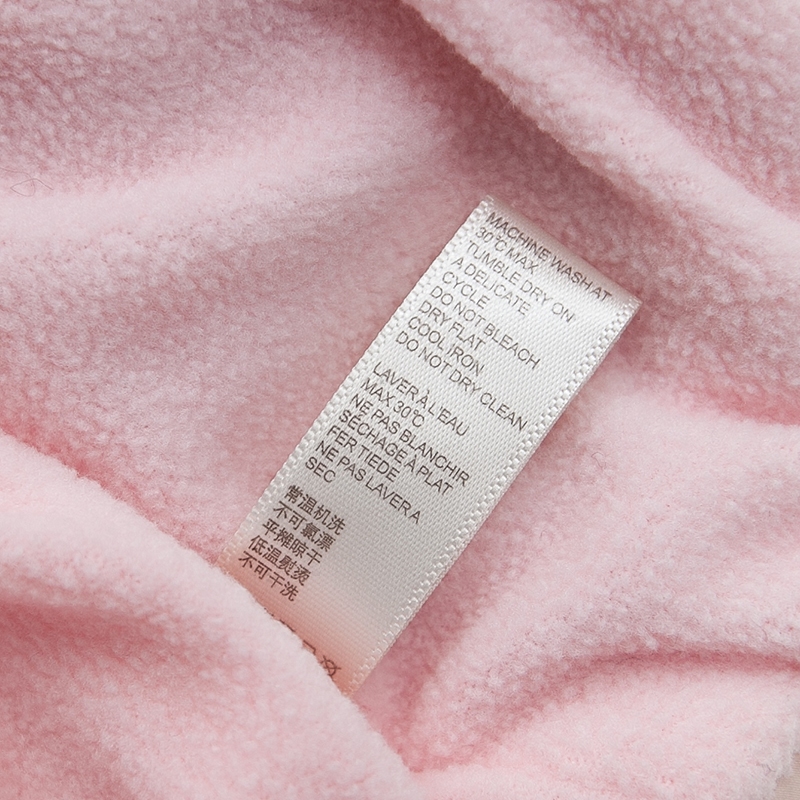 MACHINE WASH AT
30℃ MAX
TUMBLE DRY ON
A DELICATE
CYCLE
DO NOT BLEACH
DRY FLAT
COOL IRON
DO NOT DRY CLEAN
LAVER À L'EAU
MAX 30℃
NE PAS BLANCHIR
SÉCHAGE À PLAT
FER TIEDE
NE PAS LAVER A
SEC
常温机洗
不可氯漂
平摊晾干
低温熨烫
不可干洗